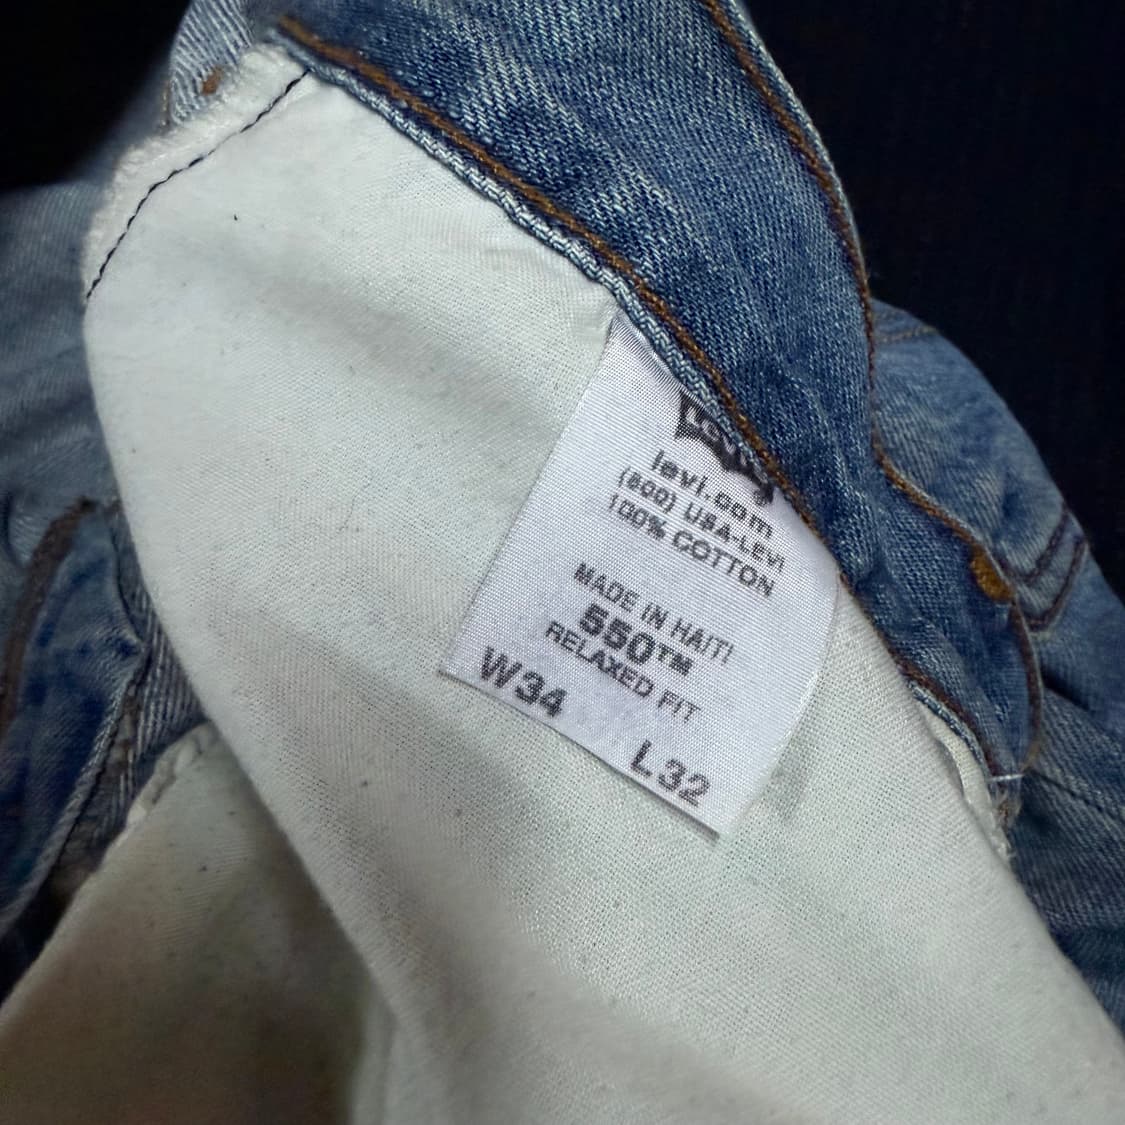 LEVI'S
levi.com
(800) USA-LEVI
100% COTTON
MADE IN HAITI
550™
RELAXED FIT
W34 L32